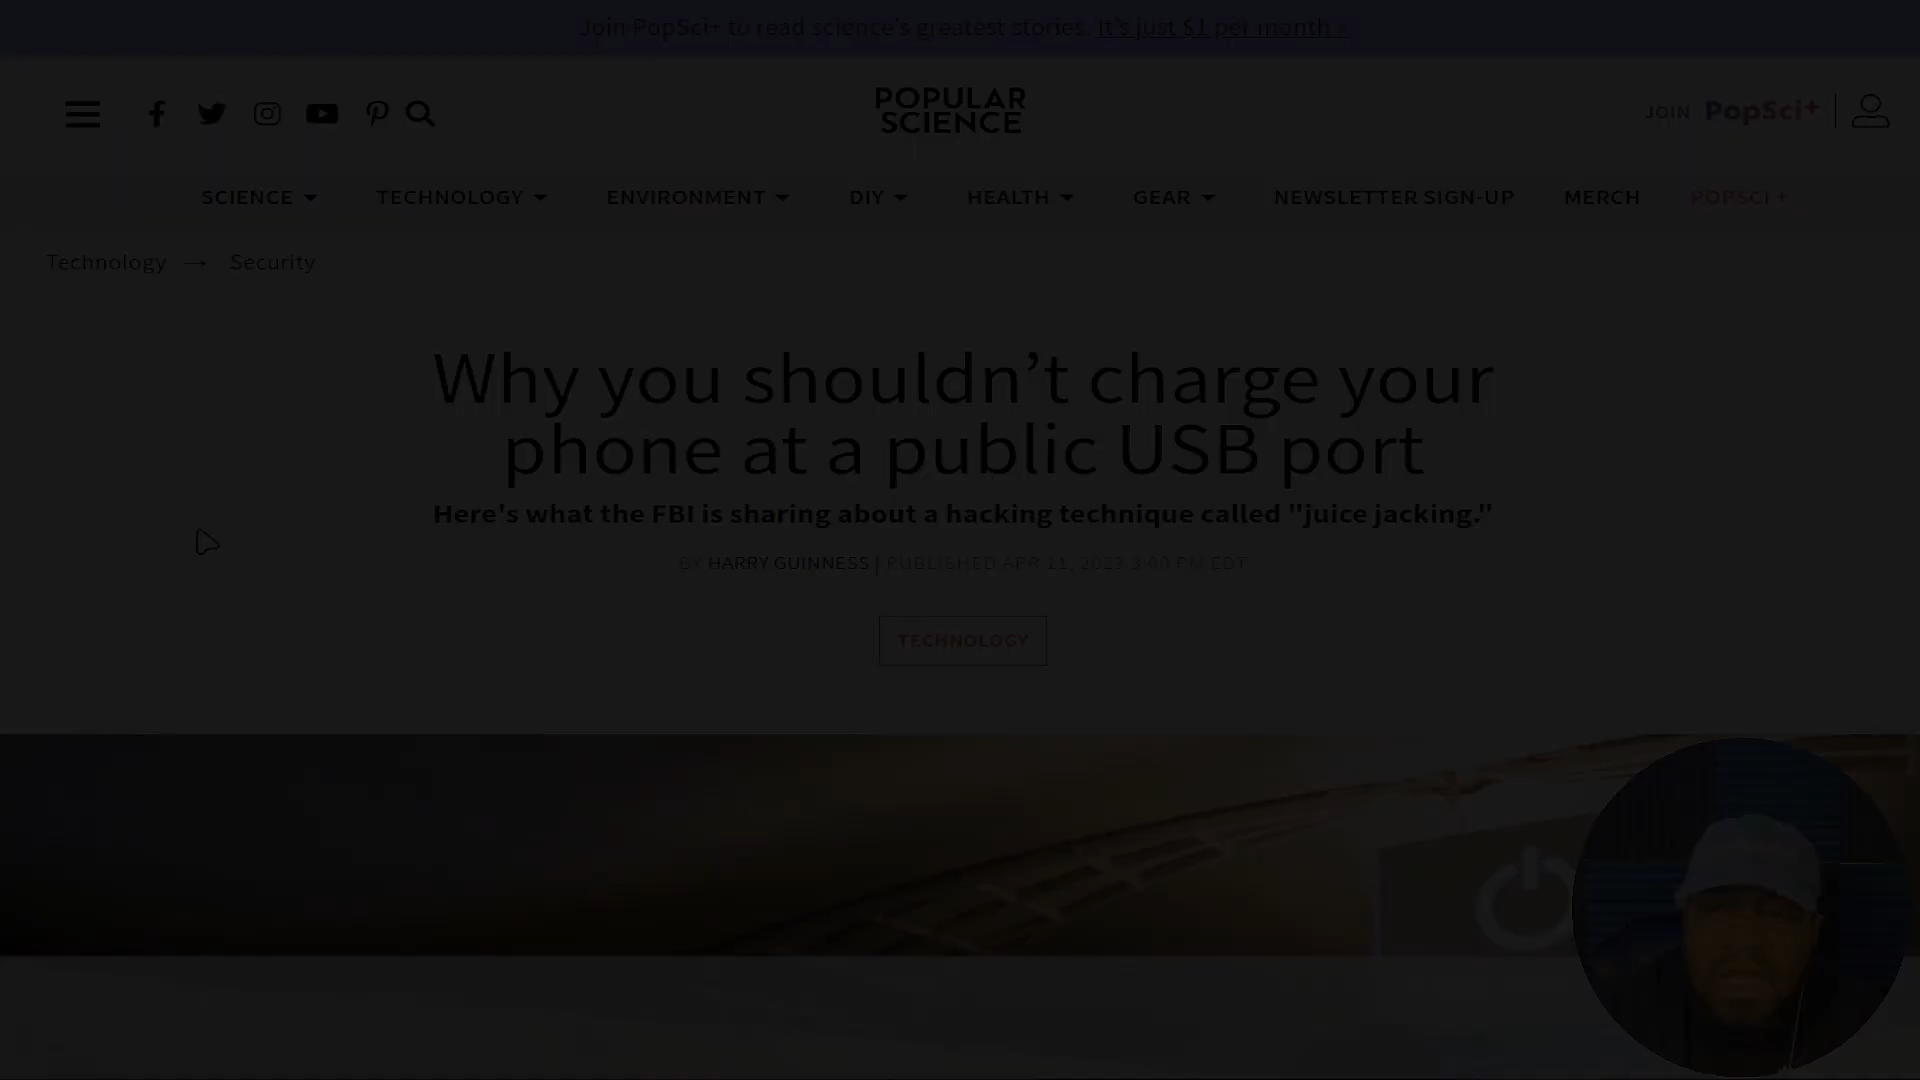 Join PopSci+ to read science's greatest stories. It's just $1 per month ›
POPULAR
SCIENCE
JOIN PopSci+
SCIENCE TECHNOLOGY ENVIRONMENT DIY HEALTH GEAR NEWSLETTER SIGN-UP MERCH POPSCI +
Technology → Security
Why you shouldn’t charge your
phone at a public USB port
Here's what the FBI is sharing about a hacking technique called "juice jacking."
BY HARRY GUINNESS | PUBLISHED APR 11, 2023 3:00 PM EDT
TECHNOLOGY